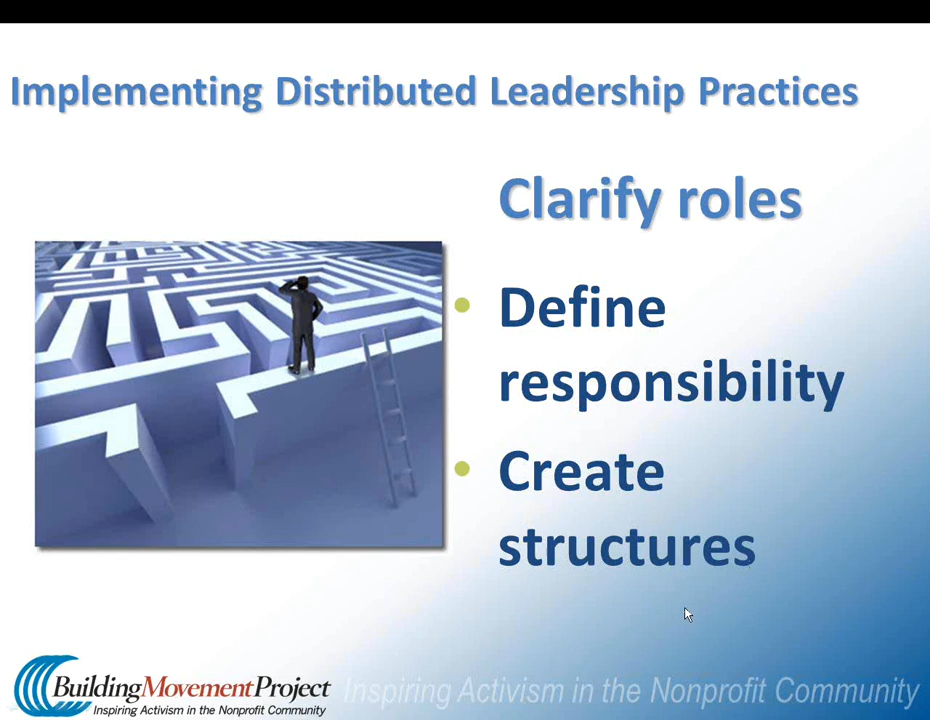 Implementing Distributed Leadership Practices
Clarify roles
• Define
responsibility
• Create
structures
BuildingMovementProject
Inspiring Activism in the Nonprofit Community
Inspiring Activism in the Nonprofit Community